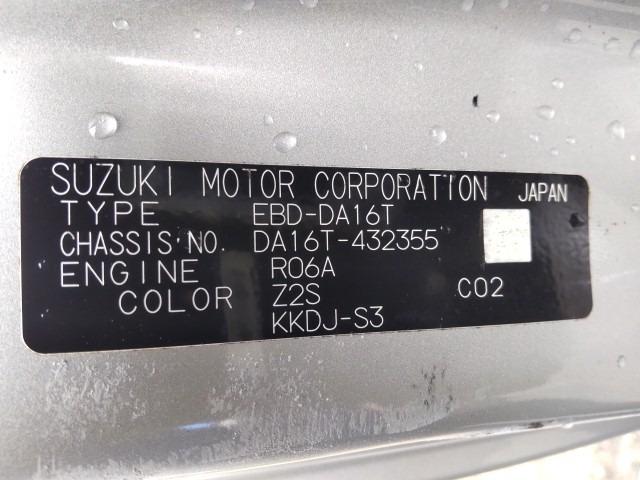 SUZUKI MOTOR CORPORATION JAPAN
TYPE EBD-DA16T
CHASSIS NO. DA16T-432355
ENGINE R06A
COLOR Z2S C02
KKDJ-S3